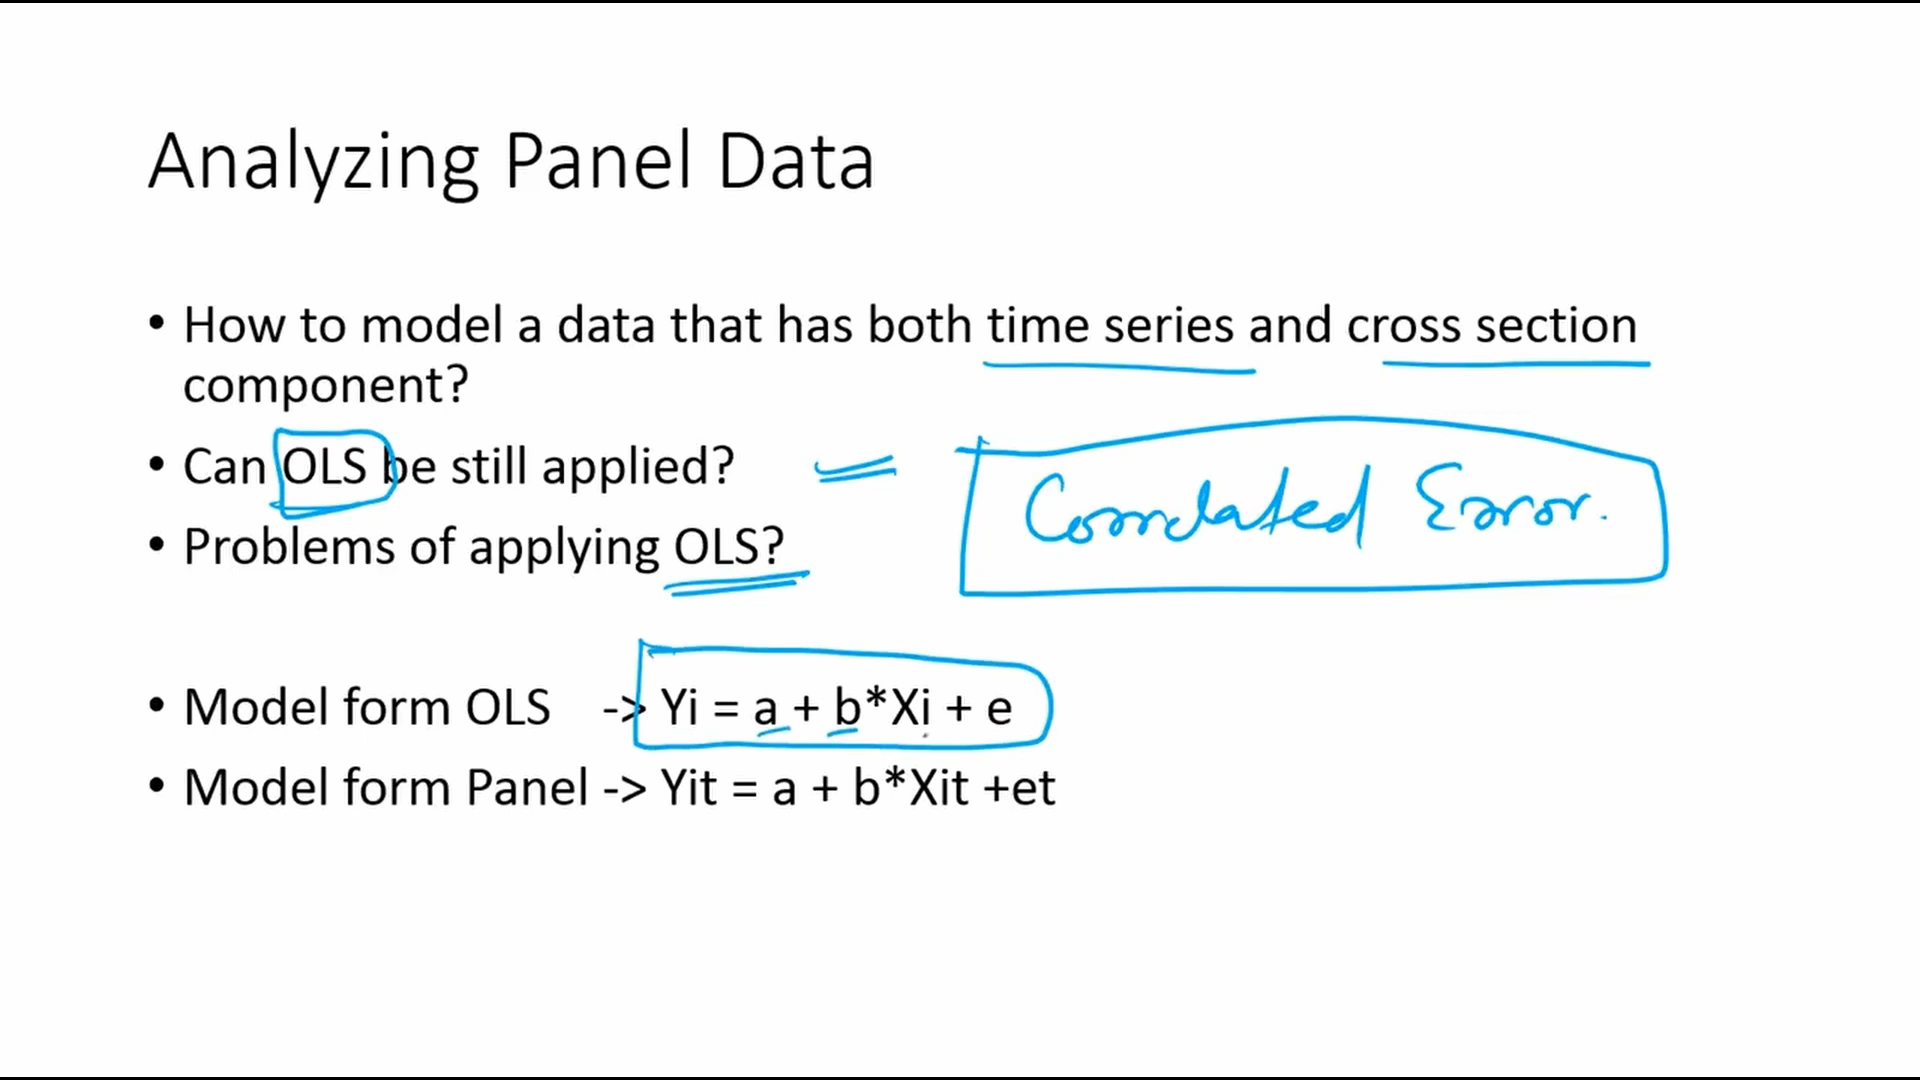 Analyzing Panel Data
• How to model a data that has both time series and cross section
component?
• Can OLS be still applied?
Correlated Error.
• Problems of applying OLS?
• Model form OLS -> Yi = a + b*Xi + e
• Model form Panel -> Yit = a + b*Xit +et